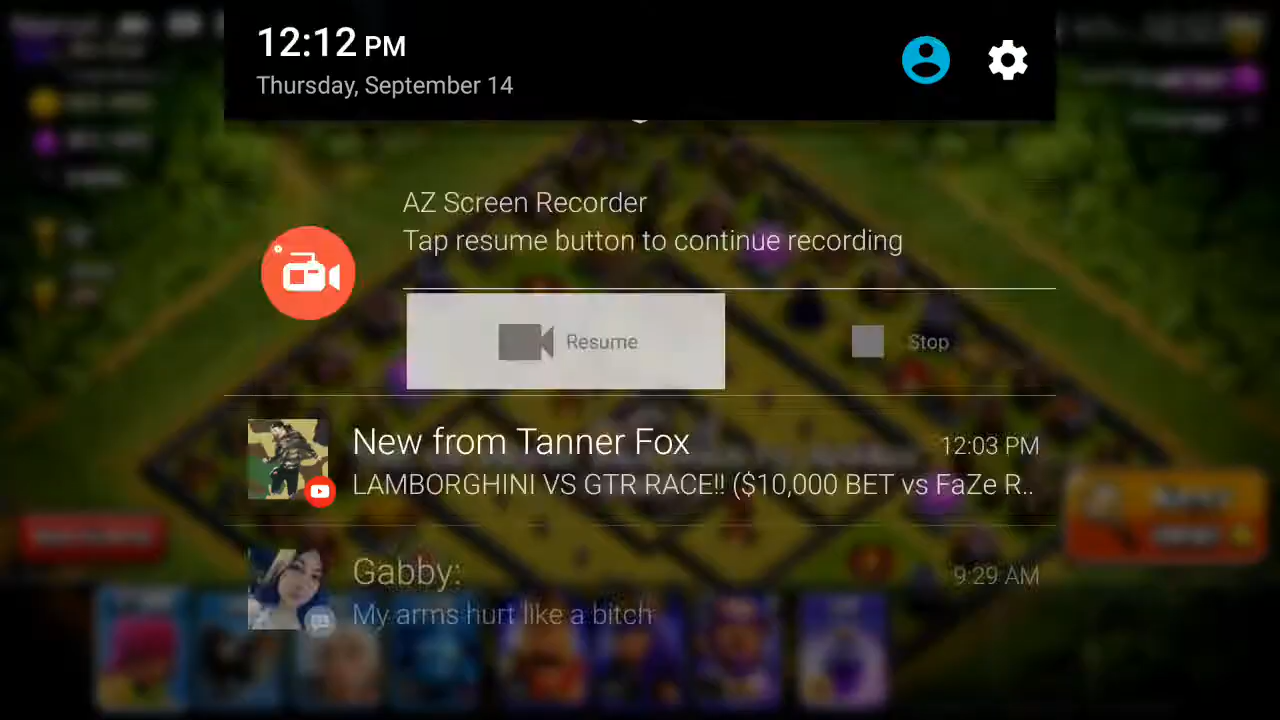 12:12 PM
Thursday, September 14
AZ Screen Recorder
Tap resume button to continue recording
Resume
Stop
New from Tanner Fox
12:03 PM
LAMBORGHINI VS GTR RACE!! ($10,000 BET vs FaZe R..
Gabby:
9:29 AM
My arms hurt like a bitch